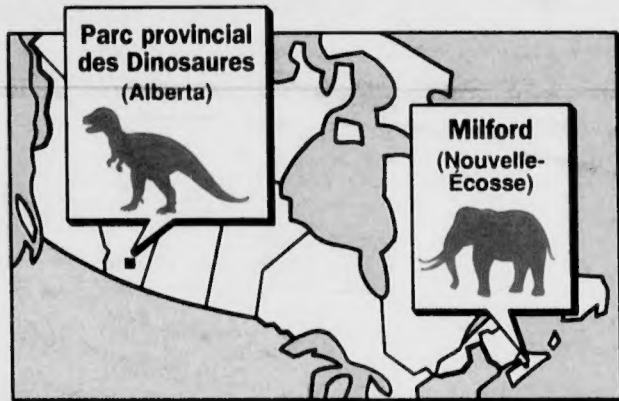 Parc provincial
des Dinosaures
(Alberta)
Milford
(Nouvelle-
Écosse)